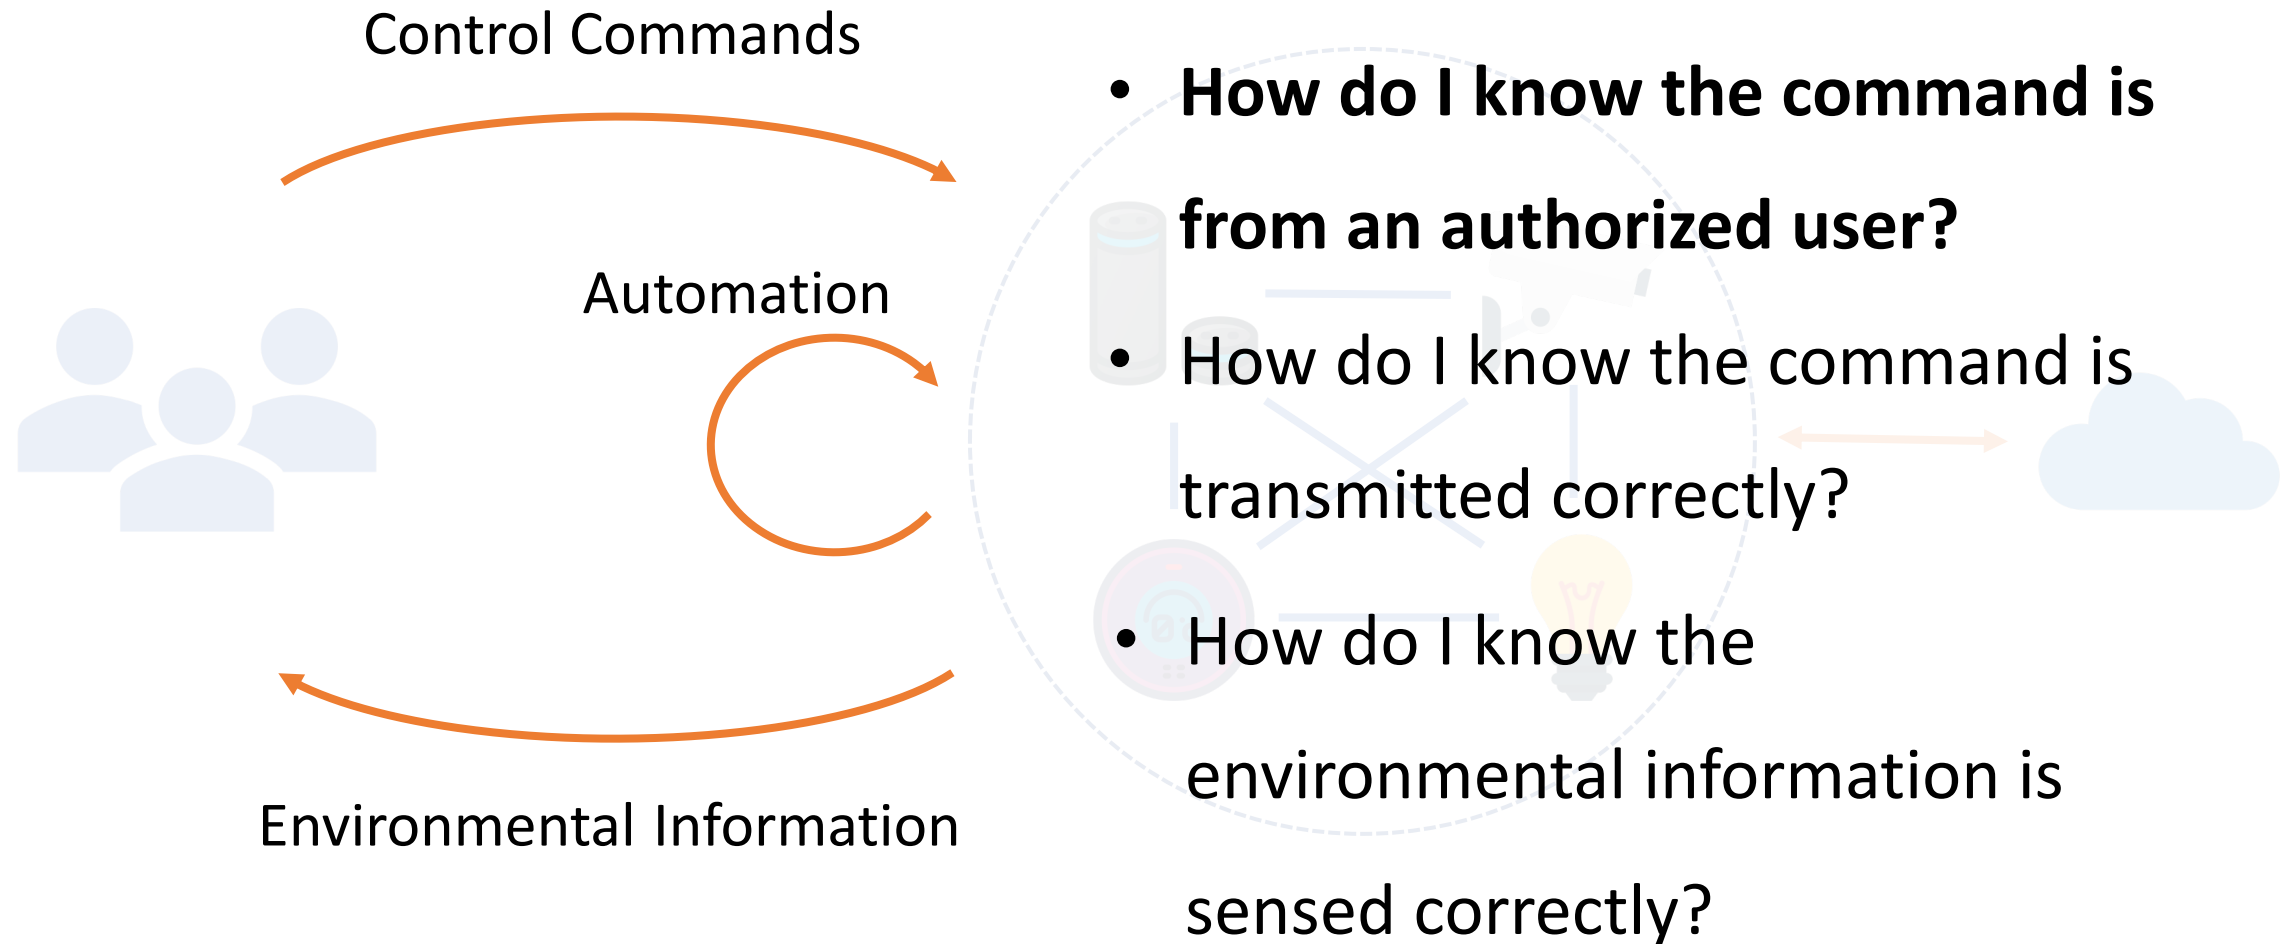 Control Commands
Automation
Environmental Information
• How do I know the command is
from an authorized user?
• How do I know the command is
transmitted correctly?
• How do I know the
environmental information is
sensed correctly?